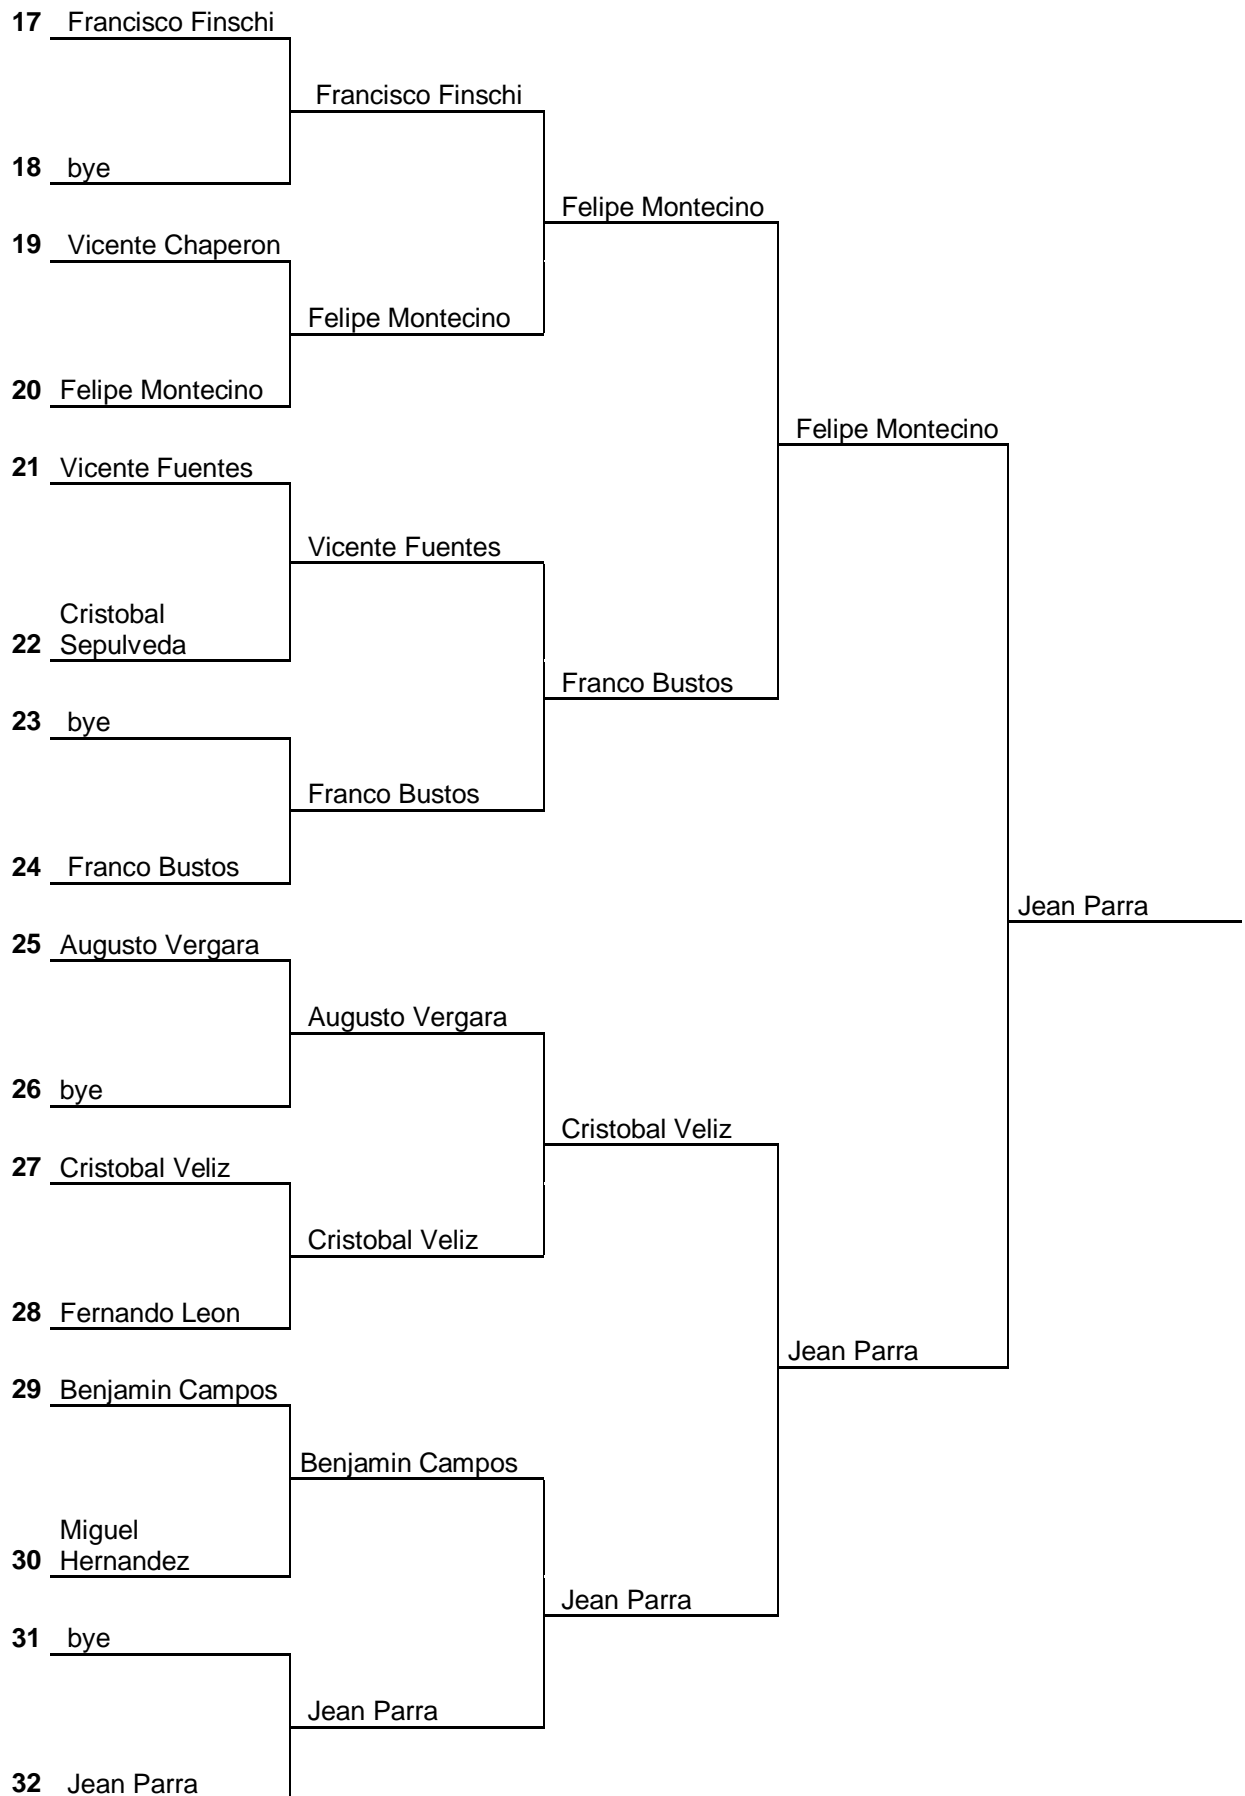 17 Francisco Finschi
Francisco Finschi
18 bye
Felipe Montecino
19 Vicente Chaperon
Felipe Montecino
20 Felipe Montecino
Felipe Montecino
21 Vicente Fuentes
Vicente Fuentes
Cristobal
22 Sepulveda
Franco Bustos
23 bye
Franco Bustos
24 Franco Bustos
Jean Parra
25 Augusto Vergara
Augusto Vergara
26 bye
Cristobal Veliz
27 Cristobal Veliz
Cristobal Veliz
28 Fernando Leon
Jean Parra
29 Benjamin Campos
Benjamin Campos
Miguel
30 Hernandez
Jean Parra
31 bye
Jean Parra
32 Jean Parra